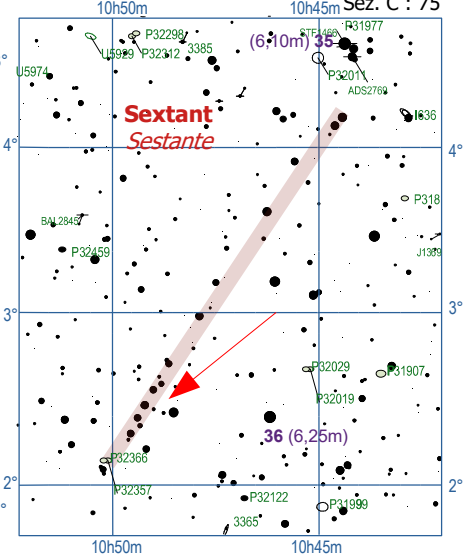 Sez. C : 75
10h50m 10h45m
P32298 STF1466 P31977
(6,10m) 35
U5929 P32312 3385
U5974 P32011
ADS2769
Sextant I636
Sestante
4° 4°
P318
BAL2845
P32459 J1369
3° 3°
P32029 P31907
P32019
36 (6,25m)
P32366
2° 2°
P32357 P32122 P31999
3365
10h50m 10h45m